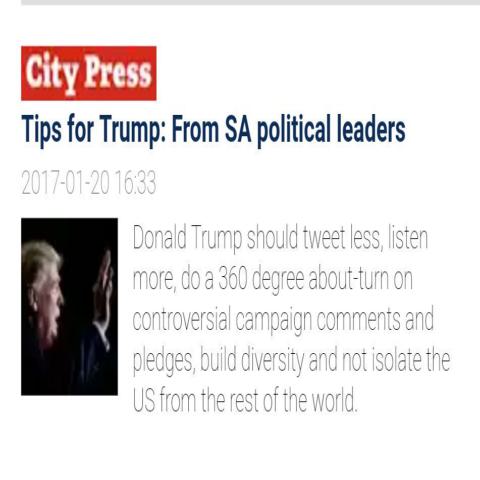 City Press
Tips for Trump: From SA political leaders
2017-01-20 16:33
Donald Trump should tweet less, listen
more, do a 360 degree about-turn on
controversial campaign comments and
pledges, build diversity and not isolate the
US from the rest of the world.